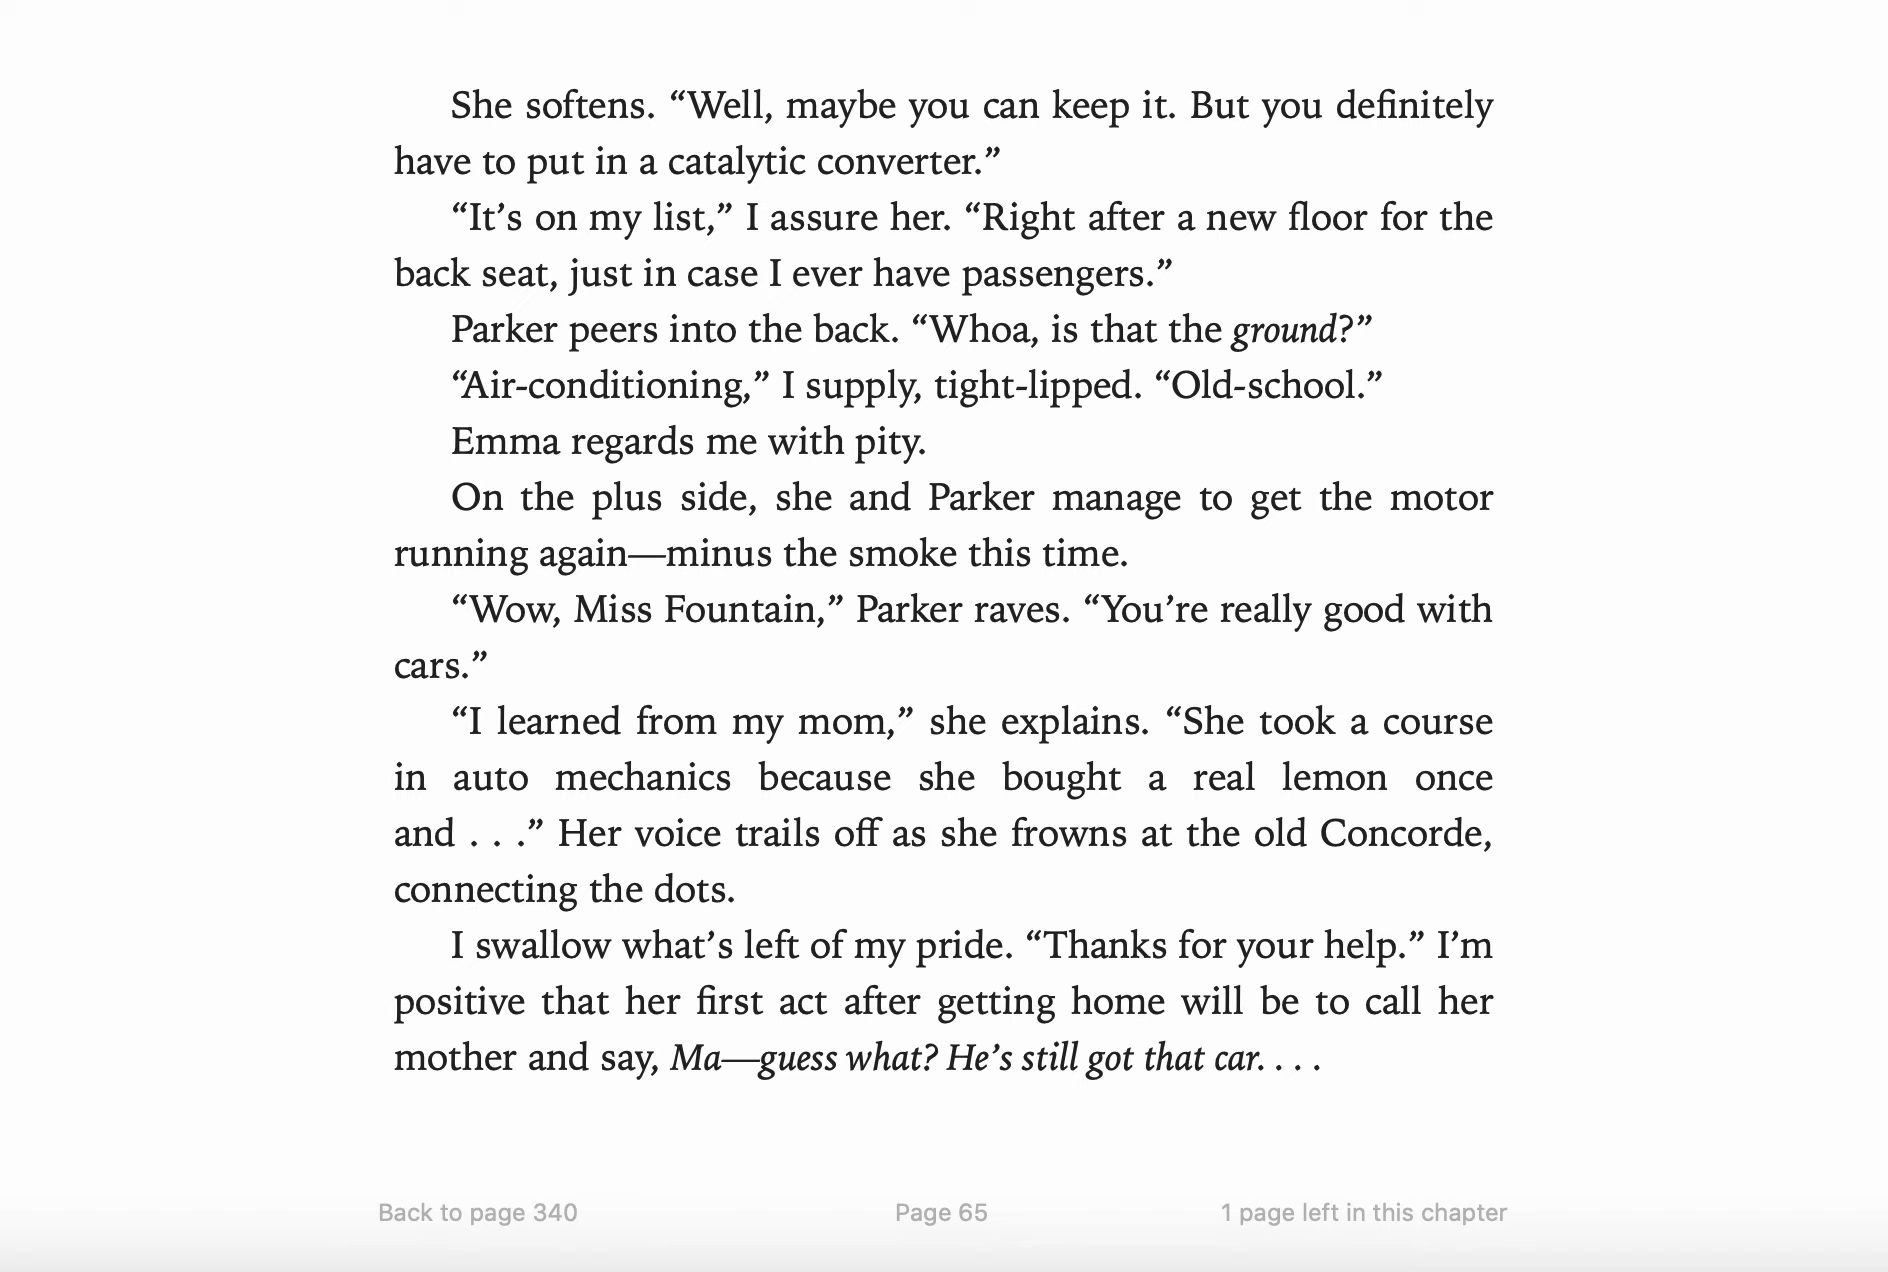 She softens. “Well, maybe you can keep it. But you definitely
have to put in a catalytic converter.”
“It’s on my list,” I assure her. “Right after a new floor for the
back seat, just in case I ever have passengers.”
Parker peers into the back. “Whoa, is that the ground?”
“Air-conditioning,” I supply, tight-lipped. “Old-school.”
Emma regards me with pity.
On the plus side, she and Parker manage to get the motor
running again—minus the smoke this time.
“Wow, Miss Fountain,” Parker raves. “You’re really good with
cars.”
“I learned from my mom,” she explains. “She took a course
in auto mechanics because she bought a real lemon once
and . . .” Her voice trails off as she frowns at the old Concorde,
connecting the dots.
I swallow what’s left of my pride. “Thanks for your help.” I’m
positive that her first act after getting home will be to call her
mother and say, Ma—guess what? He’s still got that car. . . .
Back to page 340
Page 65
1 page left in this chapter